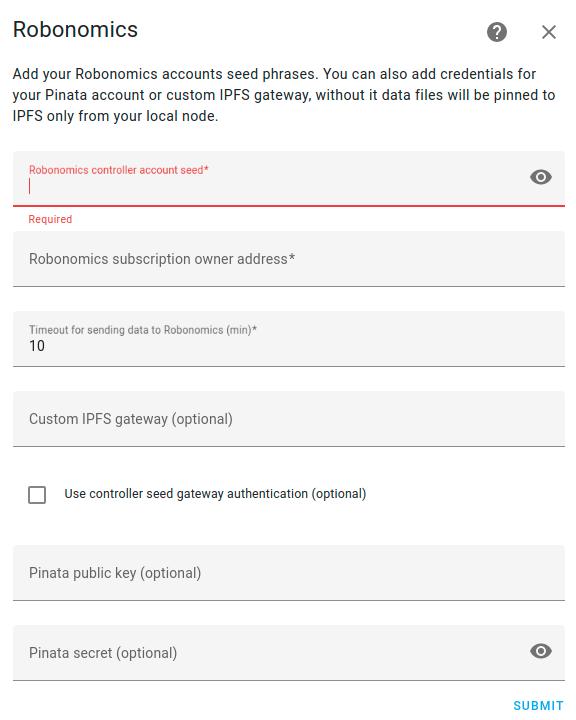 Robonomics
Add your Robonomics accounts seed phrases. You can also add credentials for
your Pinata account or custom IPFS gateway, without it data files will be pinned to
IPFS only from your local node.
Robonomics controller account seed*
Required
Robonomics subscription owner address*
Timeout for sending data to Robonomics (min)*
10
Custom IPFS gateway (optional)
Use controller seed gateway authentication (optional)
Pinata public key (optional)
Pinata secret (optional)
SUBMIT